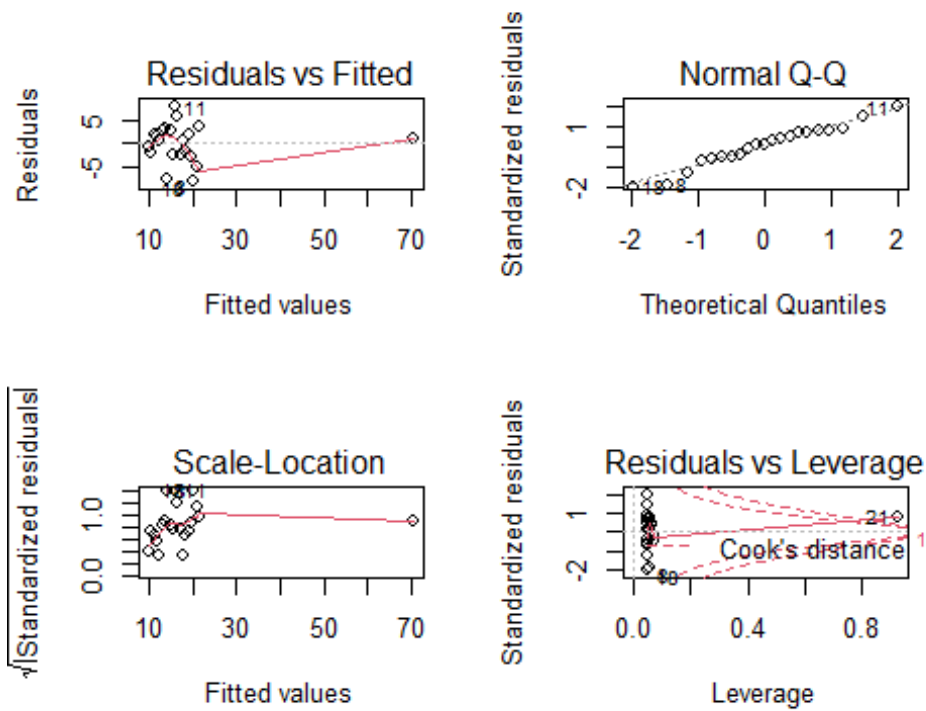 Residuals vs Fitted
Residuals
5
-5
11
10 30 50 70
Fitted values
Normal Q-Q
Standardized residuals
1
-2
11
18
8
-2 -1 0 1 2
Theoretical Quantiles
Scale-Location
√|Standardized residuals|
1.0
0.0
10 30 50 70
Fitted values
Residuals vs Leverage
Standardized residuals
1
-2
21
Cook's distance
1
0.0 0.4 0.8
Leverage